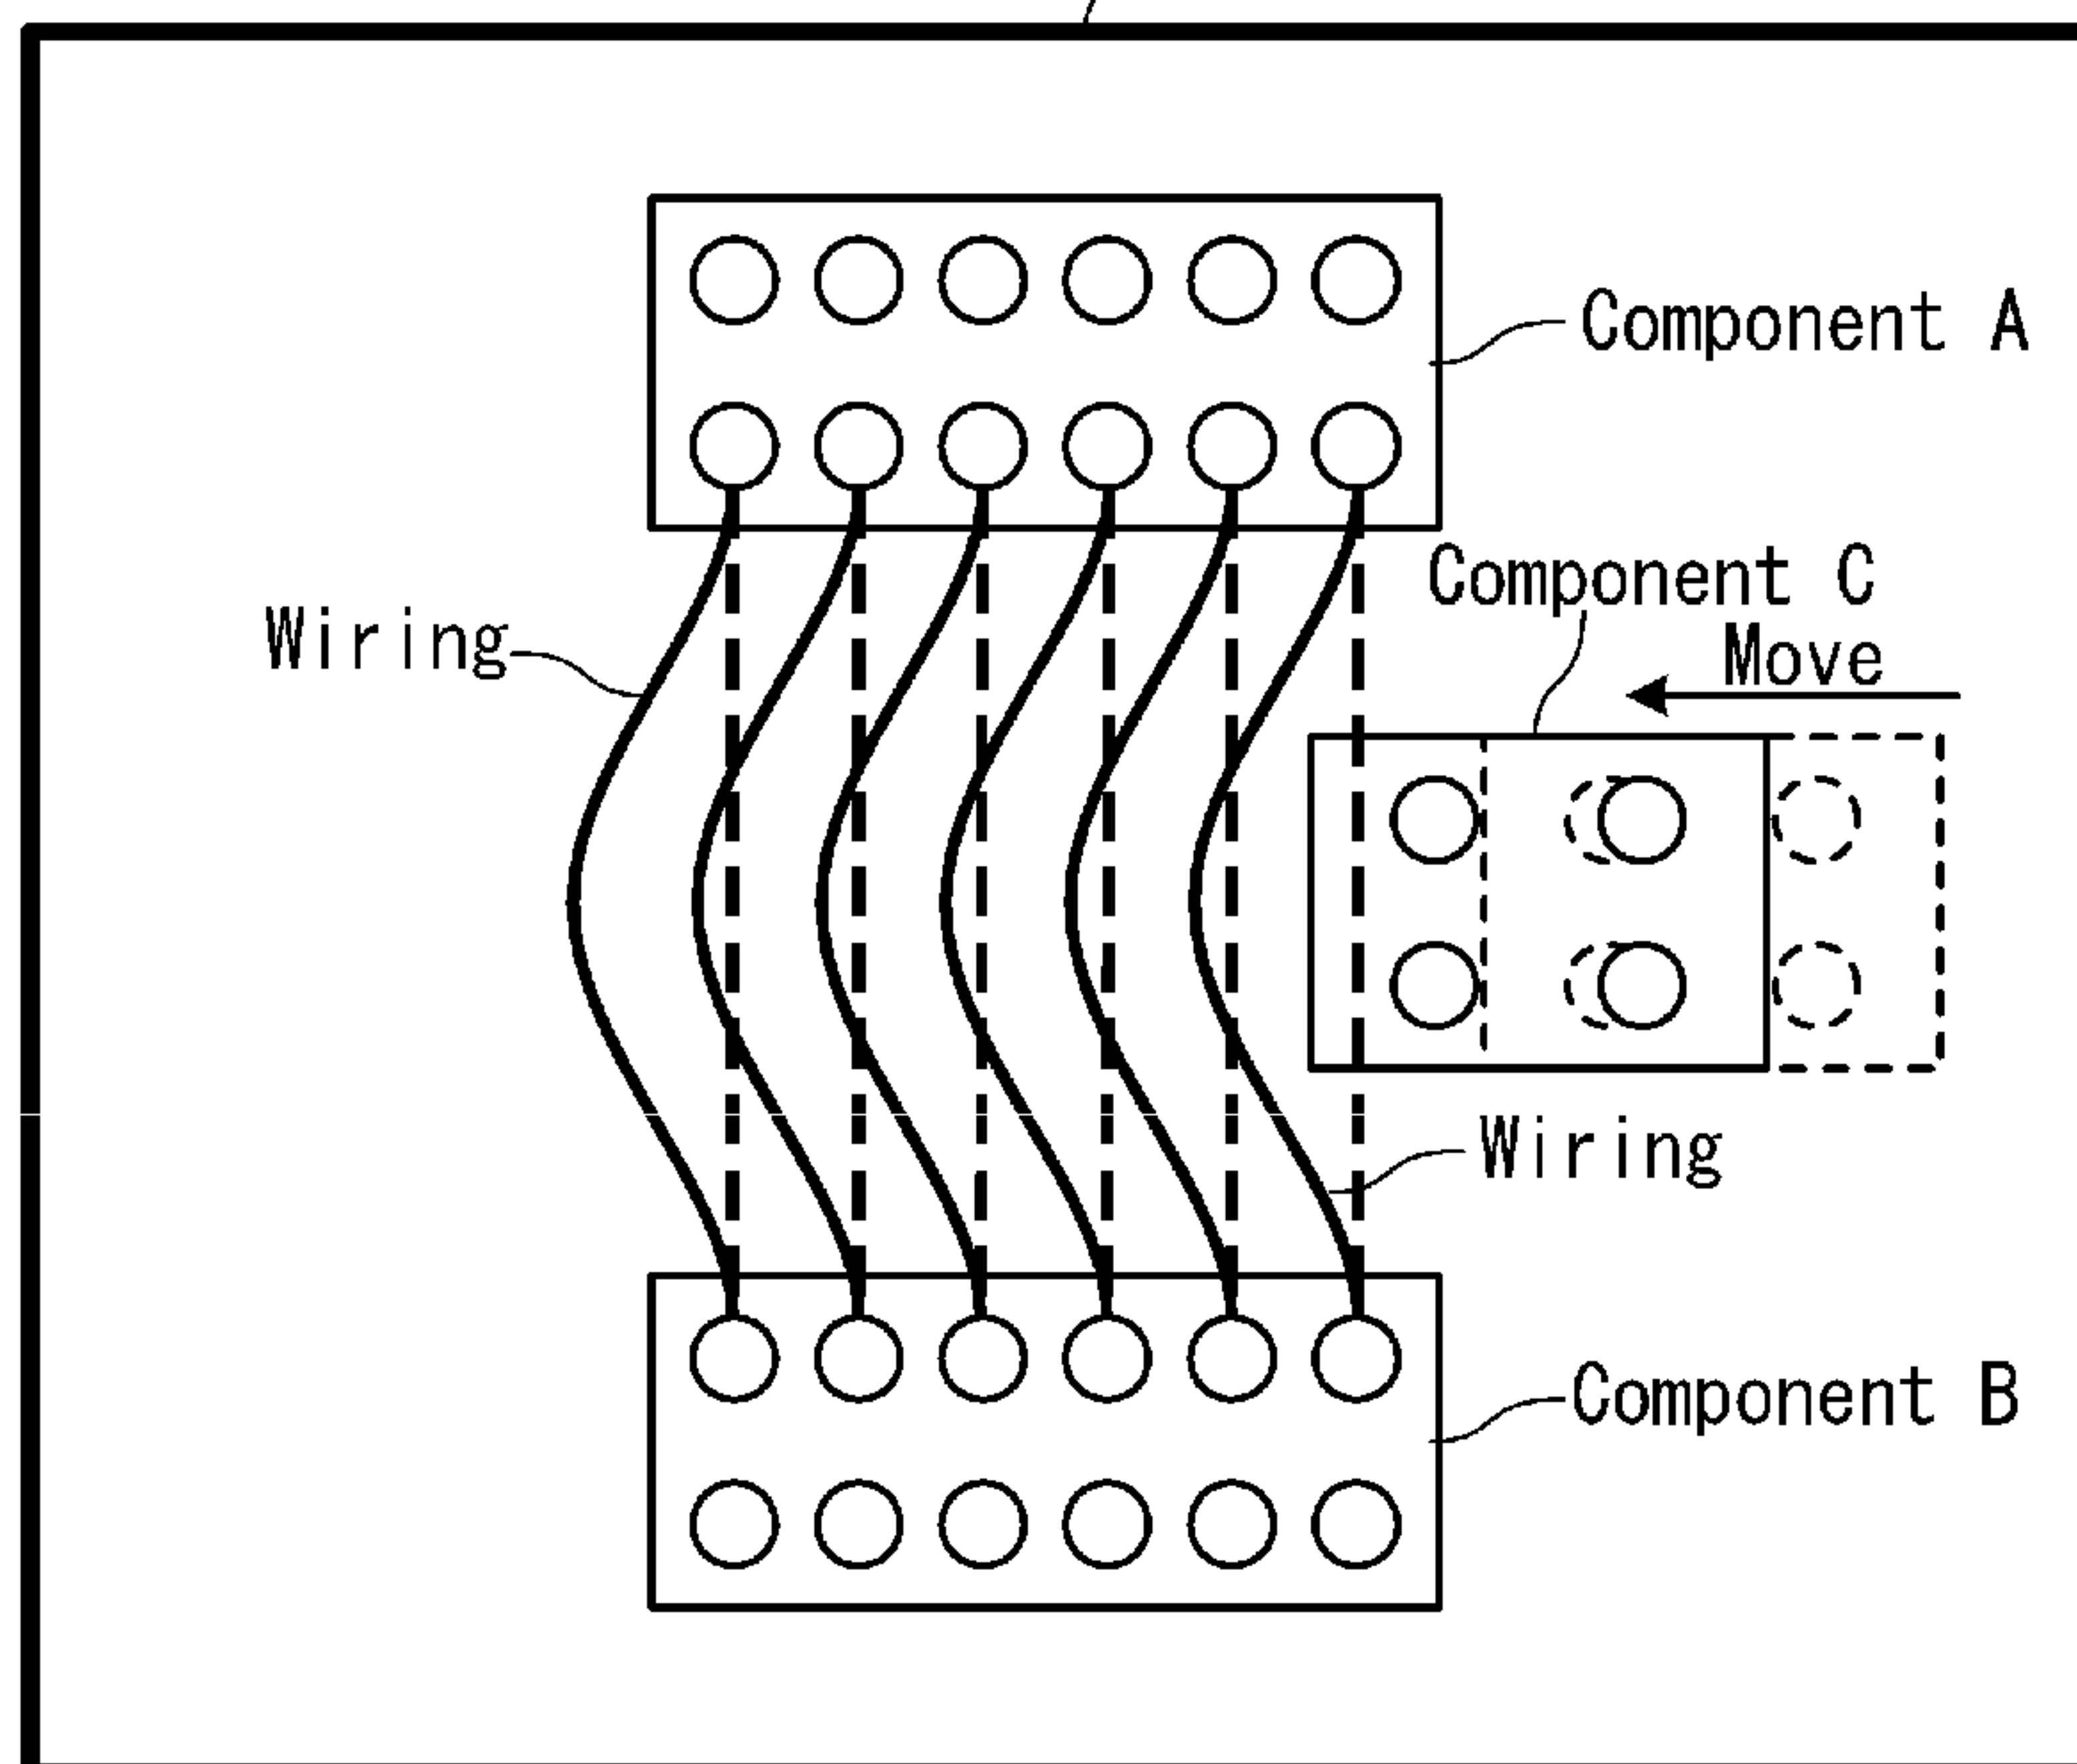 Component A
Component C
Move
Wiring
Wiring
Component B